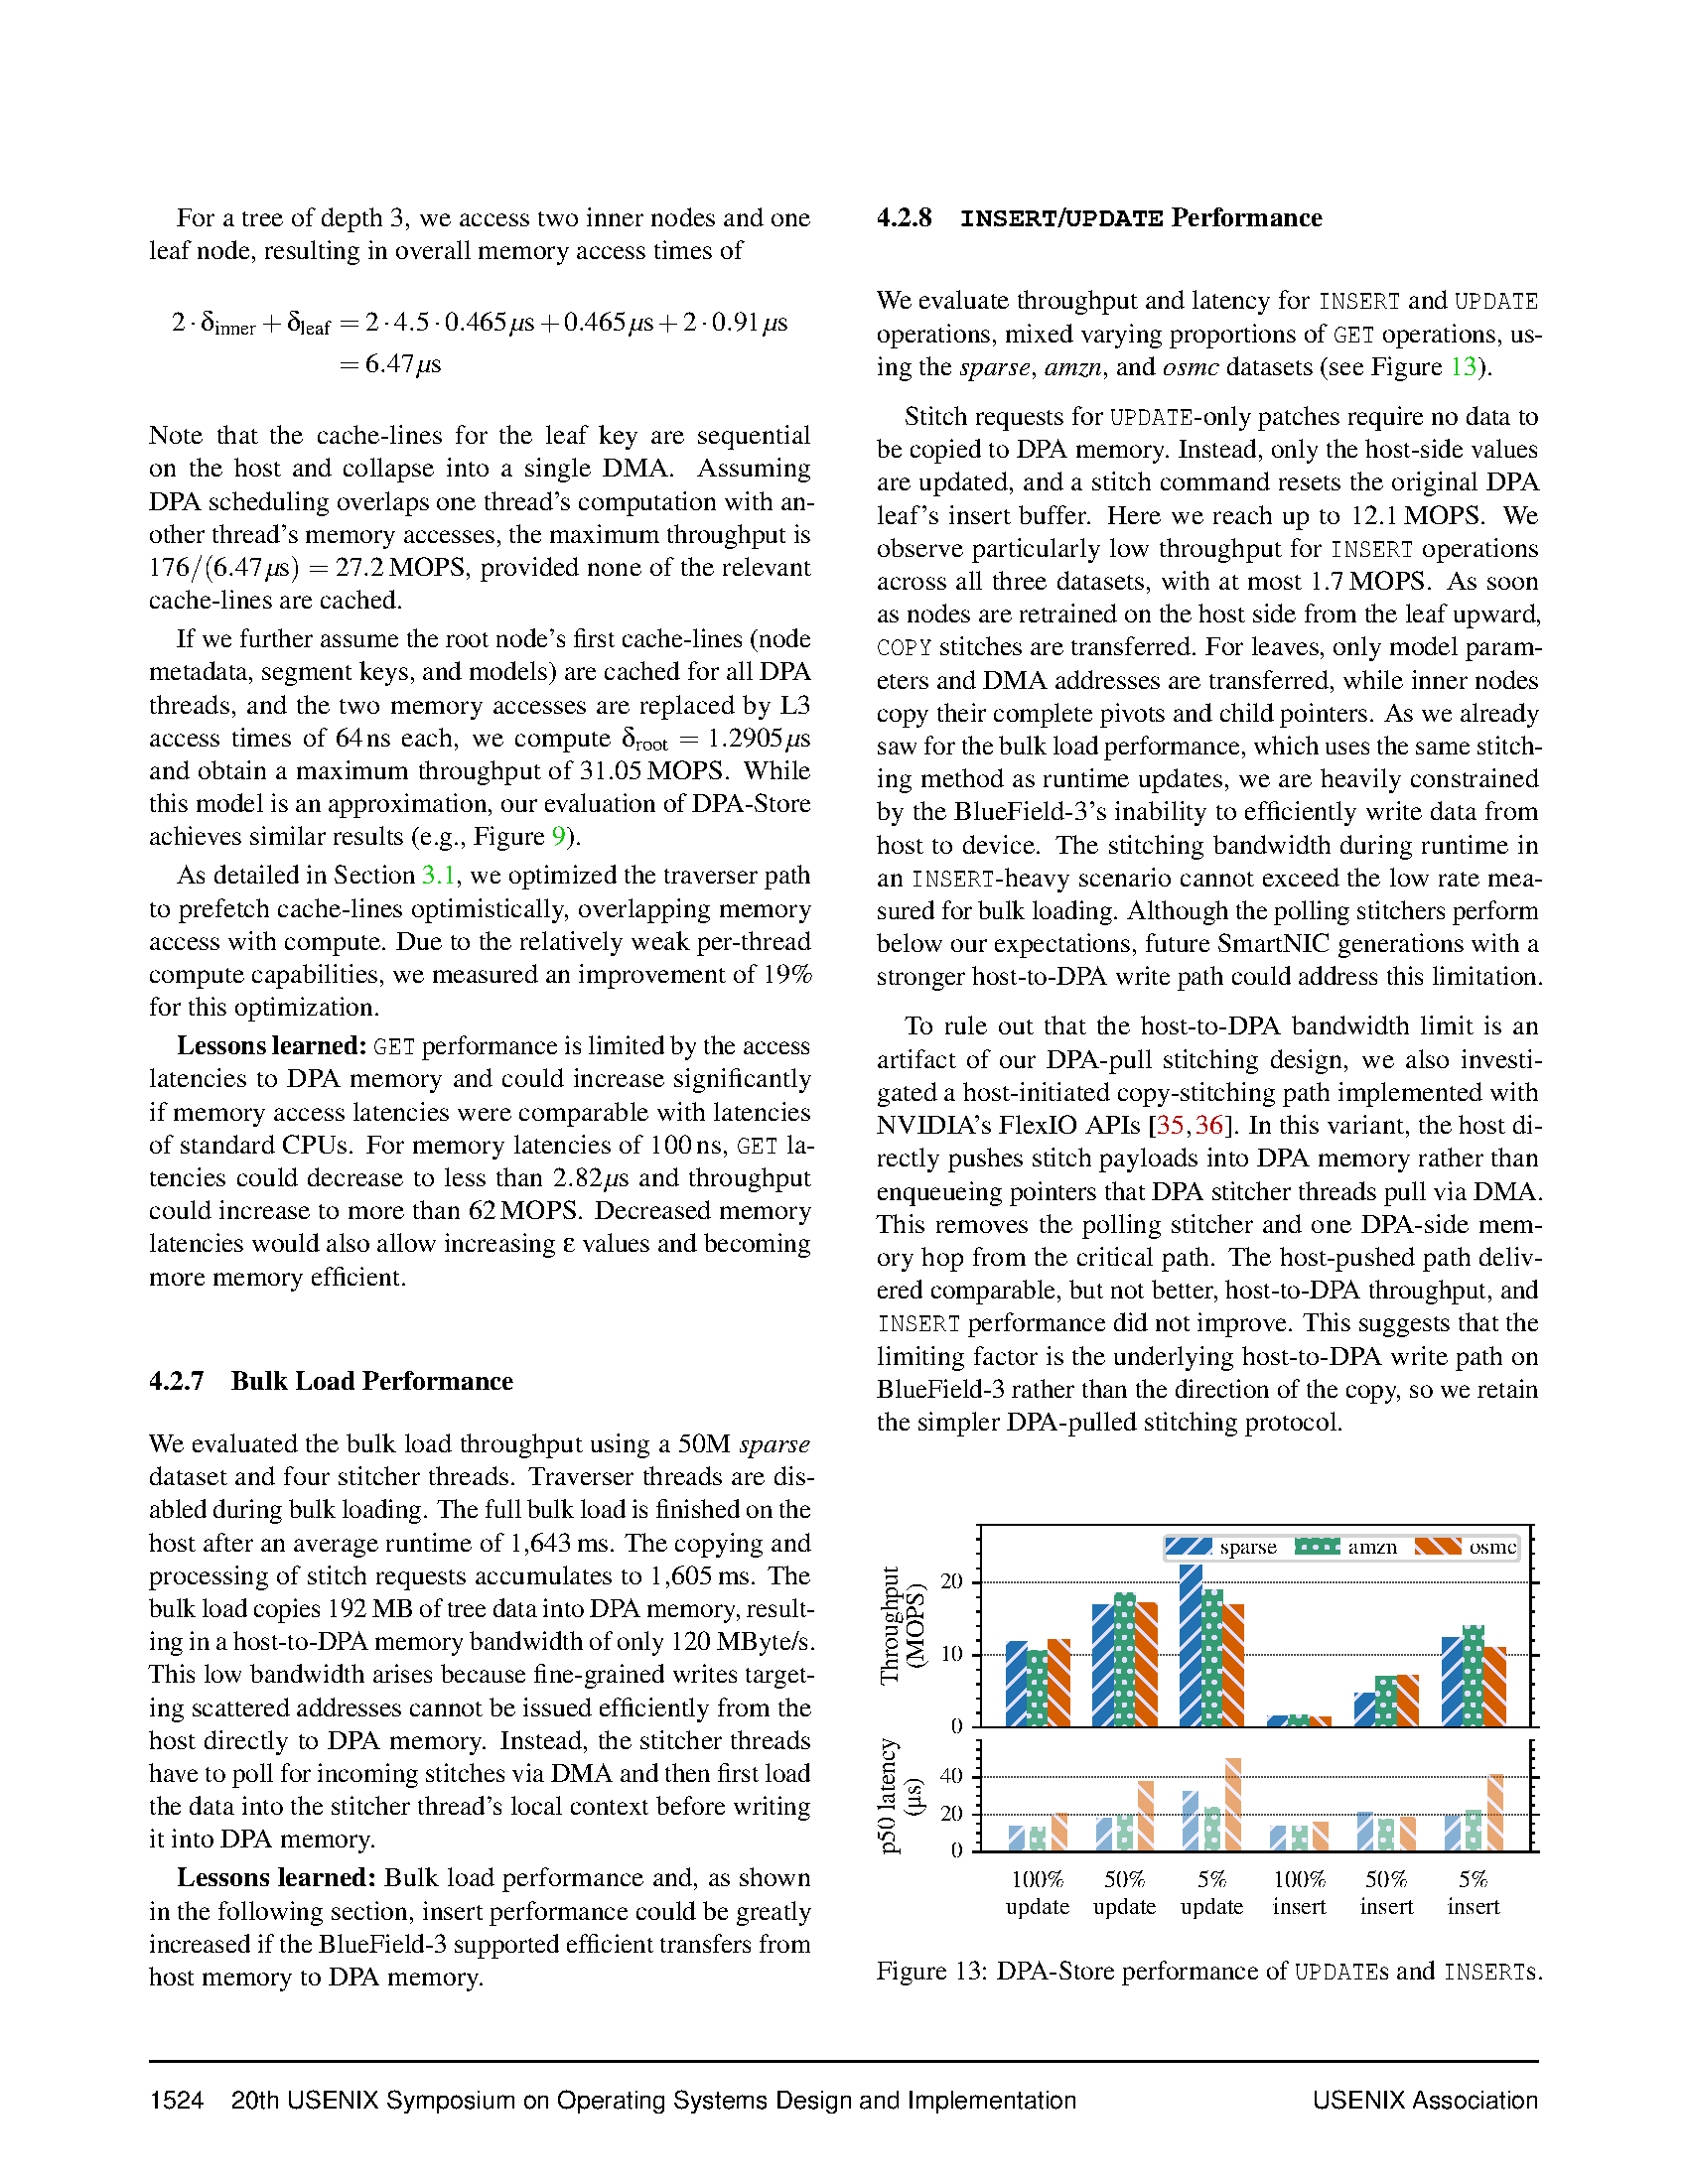 For a tree of depth 3, we access two inner nodes and one
leaf node, resulting in overall memory access times of
2 · δinner + δleaf = 2 · 4.5 · 0.465 µs + 0.465 µs + 2 · 0.91 µs
= 6.47 µs
Note that the cache-lines for the leaf key are sequential
on the host and collapse into a single DMA. Assuming
DPA scheduling overlaps one thread’s computation with an-
other thread’s memory accesses, the maximum throughput is
176/(6.47 µs) = 27.2 MOPS, provided none of the relevant
cache-lines are cached.
If we further assume the root node’s first cache-lines (node
metadata, segment keys, and models) are cached for all DPA
threads, and the two memory accesses are replaced by L3
access times of 64 ns each, we compute δroot = 1.2905 µs
and obtain a maximum throughput of 31.05 MOPS. While
this model is an approximation, our evaluation of DPA-Store
achieves similar results (e.g., Figure 9).
As detailed in Section 3.1, we optimized the traverser path
to prefetch cache-lines optimistically, overlapping memory
access with compute. Due to the relatively weak per-thread
compute capabilities, we measured an improvement of 19%
for this optimization.
Lessons learned: GET performance is limited by the access
latencies to DPA memory and could increase significantly
if memory access latencies were comparable with latencies
of standard CPUs. For memory latencies of 100 ns, GET la-
tencies could decrease to less than 2.82µs and throughput
could increase to more than 62 MOPS. Decreased memory
latencies would also allow increasing ε values and becoming
more memory efficient.
4.2.7 Bulk Load Performance
We evaluated the bulk load throughput using a 50M sparse
dataset and four stitcher threads. Traverser threads are dis-
abled during bulk loading. The full bulk load is finished on the
host after an average runtime of 1,643 ms. The copying and
processing of stitch requests accumulates to 1,605 ms. The
bulk load copies 192 MB of tree data into DPA memory, result-
ing in a host-to-DPA memory bandwidth of only 120 MByte/s.
This low bandwidth arises because fine-grained writes target-
ing scattered addresses cannot be issued efficiently from the
host directly to DPA memory. Instead, the stitcher threads
have to poll for incoming stitches via DMA and then first load
the data into the stitcher thread’s local context before writing
it into DPA memory.
Lessons learned: Bulk load performance and, as shown
in the following section, insert performance could be greatly
increased if the BlueField-3 supported efficient transfers from
host memory to DPA memory.
4.2.8 INSERT/UPDATE Performance
We evaluate throughput and latency for INSERT and UPDATE
operations, mixed varying proportions of GET operations, us-
ing the sparse, amzn, and osmc datasets (see Figure 13).
Stitch requests for UPDATE-only patches require no data to
be copied to DPA memory. Instead, only the host-side values
are updated, and a stitch command resets the original DPA
leaf’s insert buffer. Here we reach up to 12.1 MOPS. We
observe particularly low throughput for INSERT operations
across all three datasets, with at most 1.7 MOPS. As soon
as nodes are retrained on the host side from the leaf upward,
COPY stitches are transferred. For leaves, only model param-
eters and DMA addresses are transferred, while inner nodes
copy their complete pivots and child pointers. As we already
saw for the bulk load performance, which uses the same stitch-
ing method as runtime updates, we are heavily constrained
by the BlueField-3’s inability to efficiently write data from
host to device. The stitching bandwidth during runtime in
an INSERT-heavy scenario cannot exceed the low rate mea-
sured for bulk loading. Although the polling stitchers perform
below our expectations, future SmartNIC generations with a
stronger host-to-DPA write path could address this limitation.
To rule out that the host-to-DPA bandwidth limit is an
artifact of our DPA-pull stitching design, we also investi-
gated a host-initiated copy-stitching path implemented with
NVIDIA’s FlexIO APIs [35,36]. In this variant, the host di-
rectly pushes stitch payloads into DPA memory rather than
enqueueing pointers that DPA stitcher threads pull via DMA.
This removes the polling stitcher and one DPA-side mem-
ory hop from the critical path. The host-pushed path deliv-
ered comparable, but not better, host-to-DPA throughput, and
INSERT performance did not improve. This suggests that the
limiting factor is the underlying host-to-DPA write path on
BlueField-3 rather than the direction of the copy, so we retain
the simpler DPA-pulled stitching protocol.
sparse amzn osmc
Throughput
(MOPS)
20
10
0
p50 latency
(µs)
40
20
0
100% 50% 5% 100% 50% 5%
update update update insert insert insert
Figure 13: DPA-Store performance of UPDATEs and INSERTs.
1524 20th USENIX Symposium on Operating Systems Design and Implementation USENIX Association